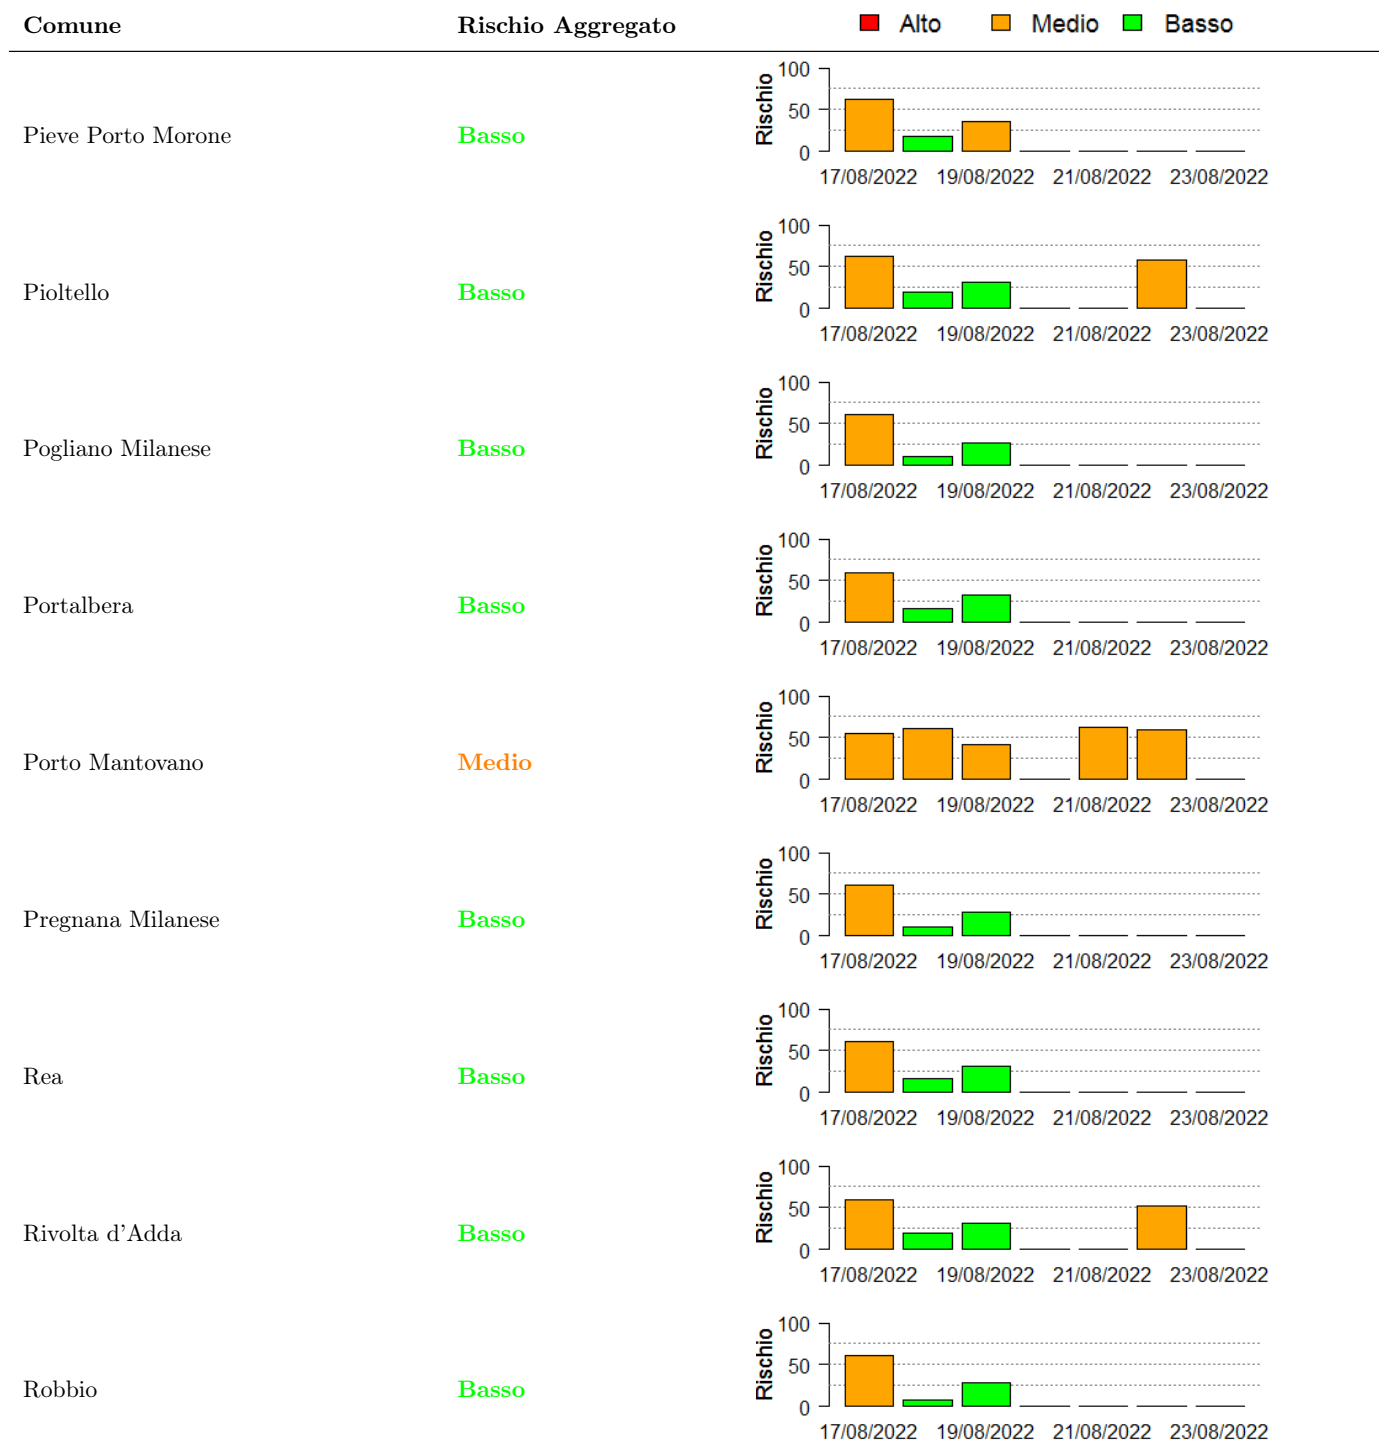 Comune Rischio Aggregato Alto Medio Basso
Pieve Porto Morone Basso
Rischio
100
50
0
17/08/2022 19/08/2022 21/08/2022 23/08/2022
Pioltello Basso
Rischio
100
50
0
17/08/2022 19/08/2022 21/08/2022 23/08/2022
Pogliano Milanese Basso
Rischio
100
50
0
17/08/2022 19/08/2022 21/08/2022 23/08/2022
Portalbera Basso
Rischio
100
50
0
17/08/2022 19/08/2022 21/08/2022 23/08/2022
Porto Mantovano Medio
Rischio
100
50
0
17/08/2022 19/08/2022 21/08/2022 23/08/2022
Pregnana Milanese Basso
Rischio
100
50
0
17/08/2022 19/08/2022 21/08/2022 23/08/2022
Rea Basso
Rischio
100
50
0
17/08/2022 19/08/2022 21/08/2022 23/08/2022
Rivolta d'Adda Basso
Rischio
100
50
0
17/08/2022 19/08/2022 21/08/2022 23/08/2022
Robbio Basso
Rischio
100
50
0
17/08/2022 19/08/2022 21/08/2022 23/08/2022